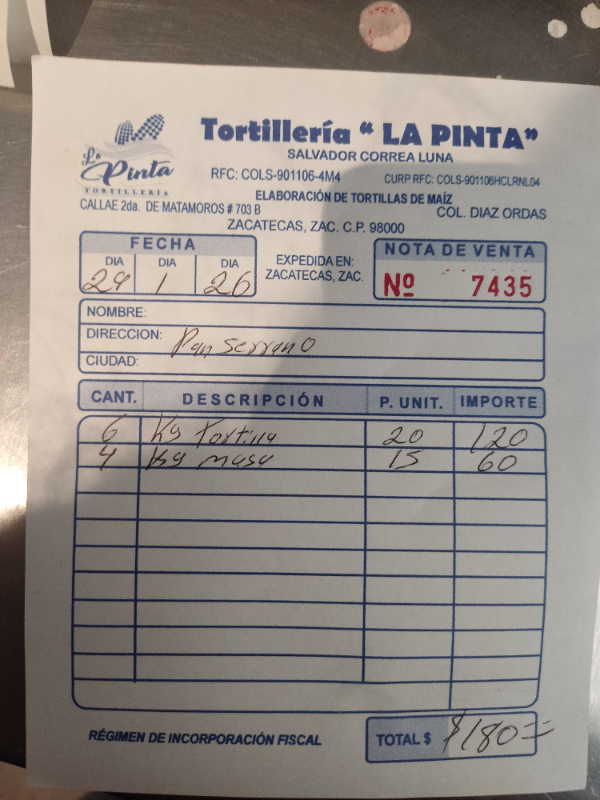 La Pinta
TORTILLERÍA
Tortillería “ LA PINTA”
SALVADOR CORREA LUNA
RFC: COLS-901106-4M4 CURP RFC: COLS-901106HCLRNL04
ELABORACIÓN DE TORTILLAS DE MAÍZ
CALLAE 2da. DE MATAMOROS # 703 B COL. DIAZ ORDAS
ZACATECAS, ZAC. C.P. 98000
FECHA
DIA DIA DIA
29 1 26
EXPEDIDA EN:
ZACATECAS, ZAC.
NOTA DE VENTA
Nº 7435
NOMBRE:
DIRECCION: Pan Serrano
CIUDAD:
CANT. DESCRIPCIÓN P. UNIT. IMPORTE
6 Kg Tortilla 20 120
4 Kg masa 15 60
RÉGIMEN DE INCORPORACIÓN FISCAL
TOTAL $ $180=